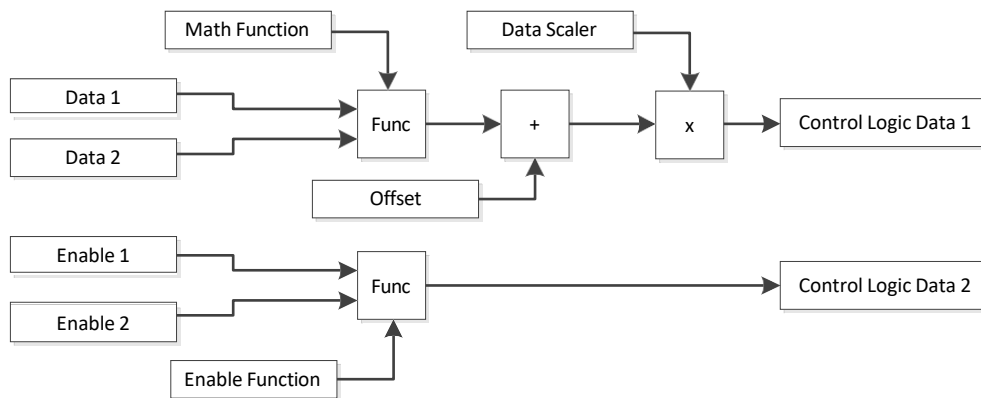 Math Function
Data Scaler
Data 1
Data 2
Func
+
x
Control Logic Data 1
Offset
Enable 1
Enable 2
Func
Control Logic Data 2
Enable Function